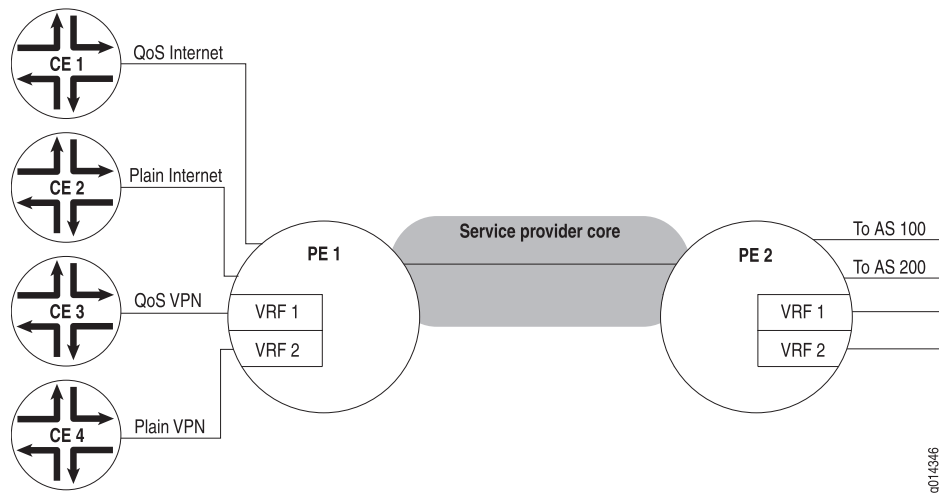 CE 1
QoS Internet
CE 2
Plain Internet
CE 3
QoS VPN
CE 4
Plain VPN
PE 1
VRF 1
VRF 2
Service provider core
PE 2
VRF 1
VRF 2
To AS 100
To AS 200
g014346